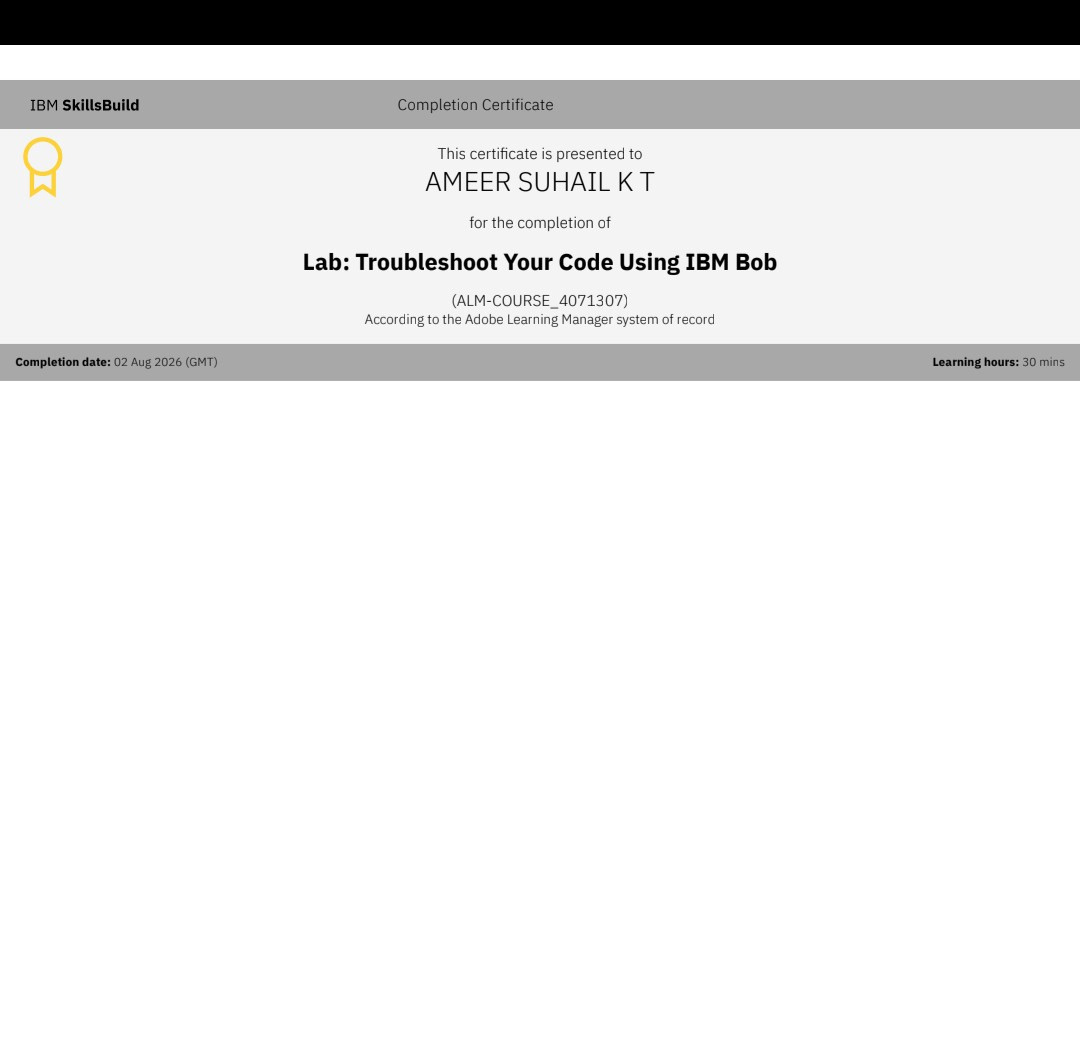 IBM SkillsBuild
Completion Certificate
This certificate is presented to
AMEER SUHAIL K T
for the completion of
Lab: Troubleshoot Your Code Using IBM Bob
(ALM-COURSE_4071307)
According to the Adobe Learning Manager system of record
Completion date: 02 Aug 2026 (GMT)
Learning hours: 30 mins